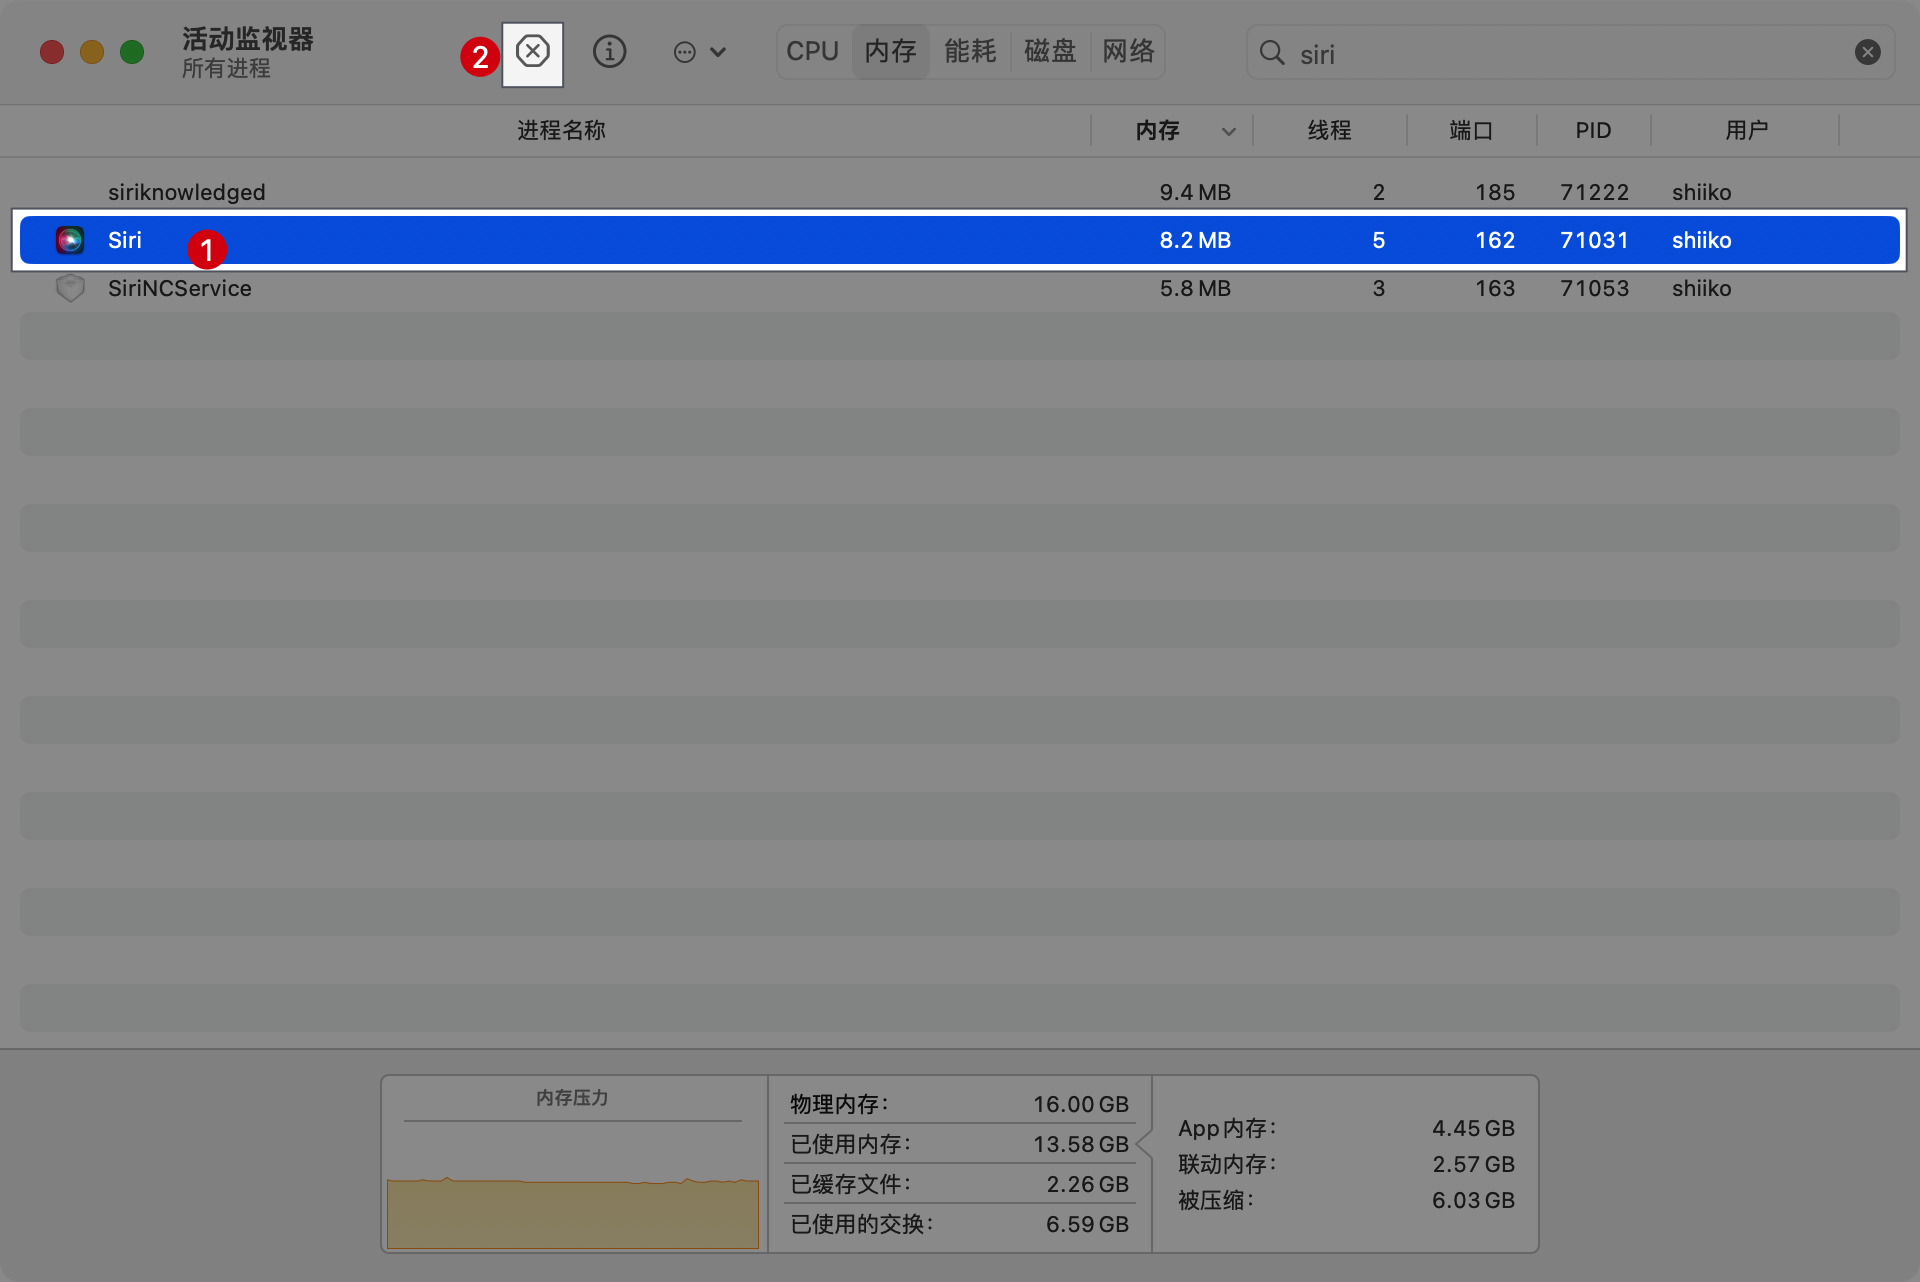 活动监视器
所有进程
2
CPU 内存 能耗 磁盘 网络
siri
进程名称 内存 线程 端口 PID 用户
siriknowledged 9.4 MB 2 185 71222 shiiko
Siri 1 8.2 MB 5 162 71031 shiiko
SiriNCService 5.8 MB 3 163 71053 shiiko
内存压力
物理内存： 16.00 GB
已使用内存： 13.58 GB
已缓存文件： 2.26 GB
已使用的交换： 6.59 GB
App内存： 4.45 GB
联动内存： 2.57 GB
被压缩： 6.03 GB